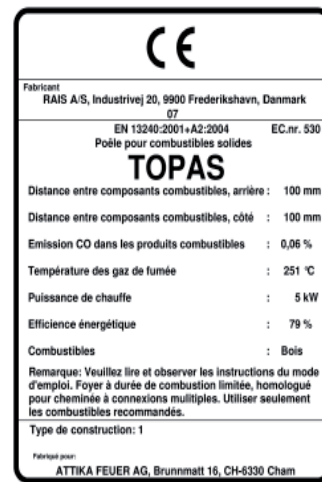 CE
Fabricant
RAIS A/S, Industrivej 20, 9900 Frederikshavn, Danmark
07
EN 13240:2001+A2:2004 EC.nr. 530
Poêle pour combustibles solides
TOPAS
Distance entre composants combustibles, arrière : 100 mm
Distance entre composants combustibles, côté : 100 mm
Emission CO dans les produits combustibles : 0,06 %
Température des gaz de fumée : 251 °C
Puissance de chauffe : 5 kW
Efficience énergétique : 79 %
Combustibles : Bois
Remarque: Veuillez lire et observer les instructions du mode
d'emploi. Foyer à durée de combustion limitée, homologué
pour cheminée à connexions mulitiples. Utiliser seulement
les combustibles recommandés.
Type de construction: 1
Fabriqué pour:
ATTIKA FEUER AG, Brunnmatt 16, CH-6330 Cham